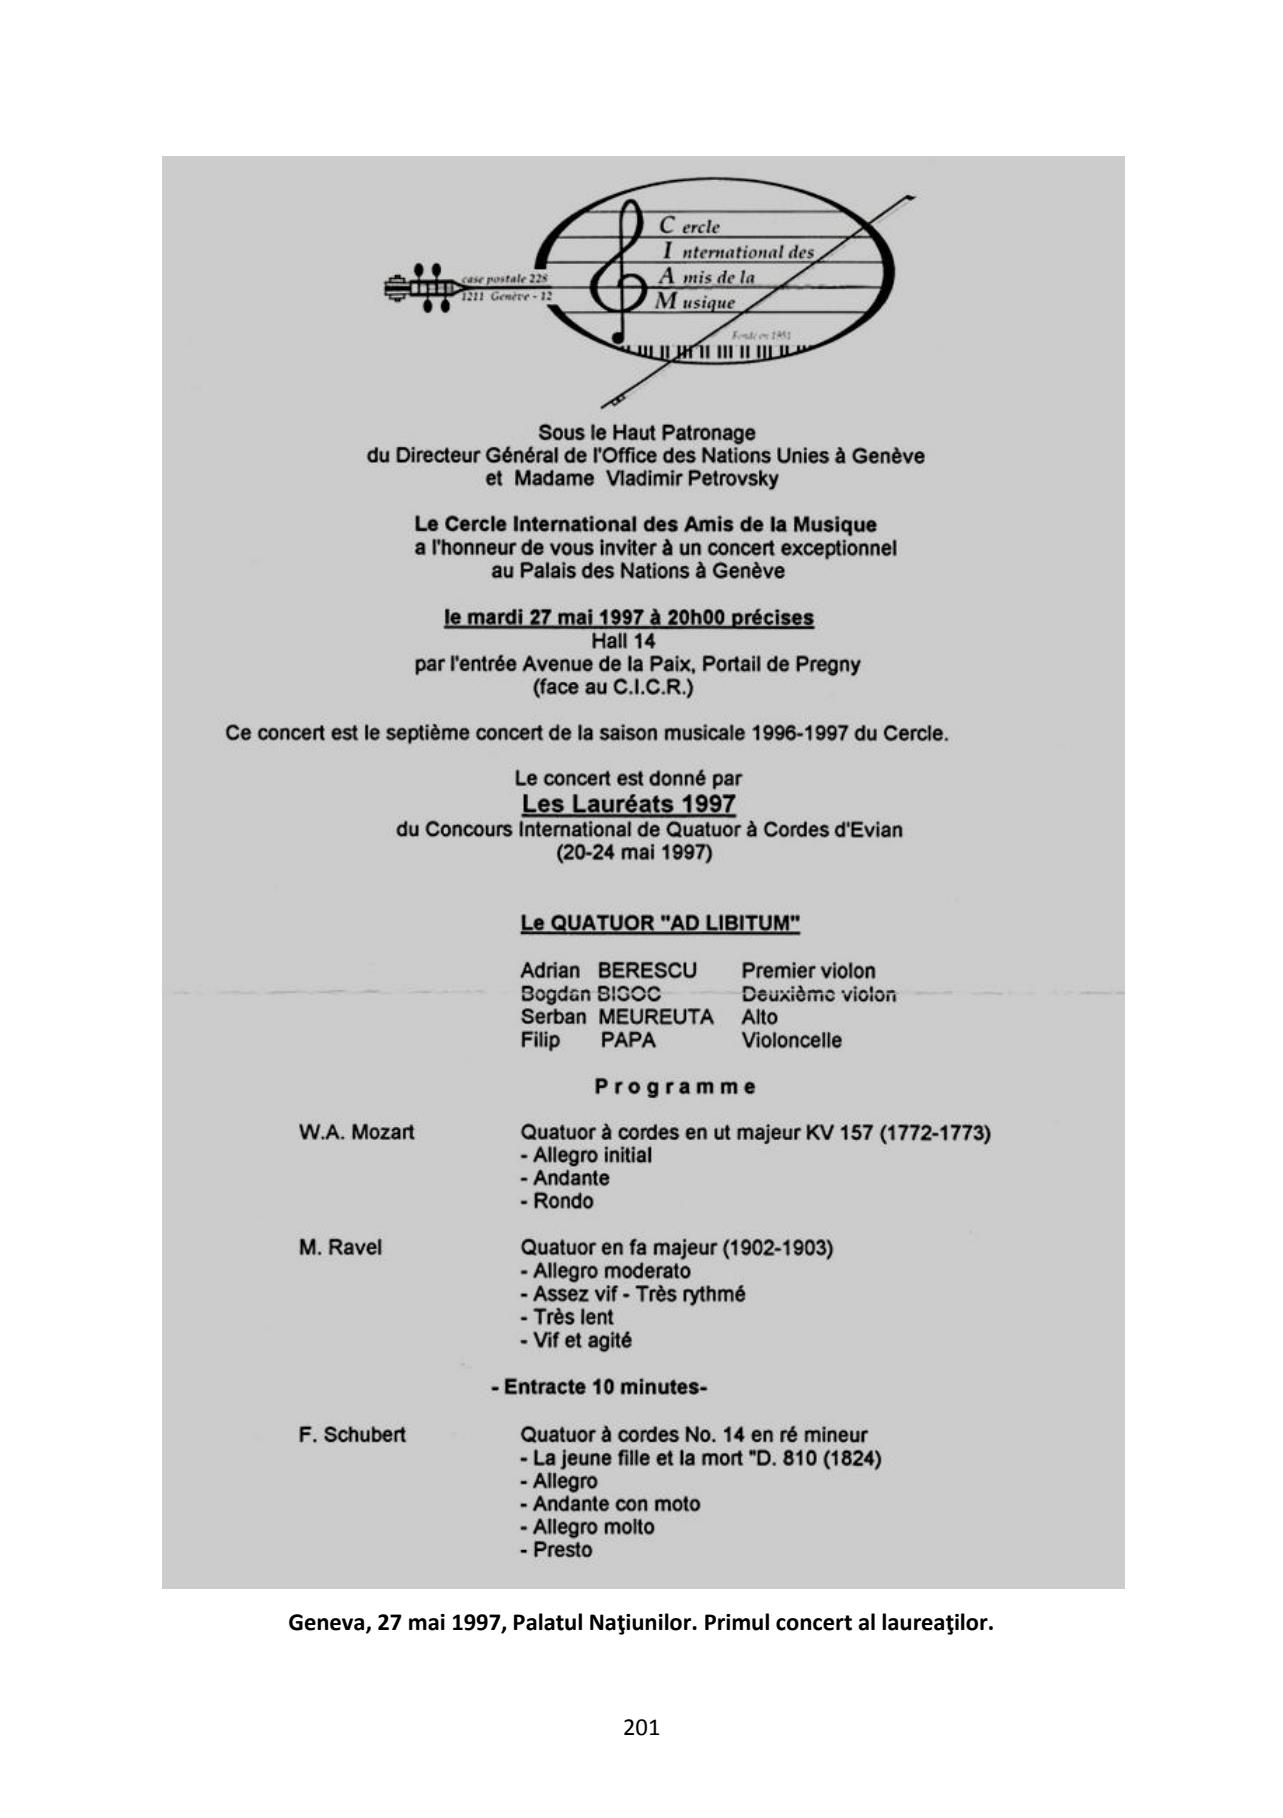 Cercle
International des
Amis de la
Musique
case postale 228
1211 Genève - 12
Fondé en 1951
Sous le Haut Patronage
du Directeur Général de l'Office des Nations Unies à Genève
et Madame Vladimir Petrovsky
Le Cercle International des Amis de la Musique
a l'honneur de vous inviter à un concert exceptionnel
au Palais des Nations à Genève
le mardi 27 mai 1997 à 20h00 précises
Hall 14
par l'entrée Avenue de la Paix, Portail de Pregny
(face au C.I.C.R.)
Ce concert est le septième concert de la saison musicale 1996-1997 du Cercle.
Le concert est donné par
Les Lauréats 1997
du Concours International de Quatuor à Cordes d'Evian
(20-24 mai 1997)
Le QUATUOR "AD LIBITUM"
Adrian BERESCU Premier violon
Bogdan BISOC Deuxième violon
Serban MEUREUTA Alto
Filip PAPA Violoncelle
Programme
W.A. Mozart Quatuor à cordes en ut majeur KV 157 (1772-1773)
- Allegro initial
- Andante
- Rondo
M. Ravel Quatuor en fa majeur (1902-1903)
- Allegro moderato
- Assez vif - Très rythmé
- Très lent
- Vif et agité
- Entracte 10 minutes-
F. Schubert Quatuor à cordes No. 14 en ré mineur
- La jeune fille et la mort "D. 810 (1824)
- Allegro
- Andante con moto
- Allegro molto
- Presto
Geneva, 27 mai 1997, Palatul Naţiunilor. Primul concert al laureaţilor.
201